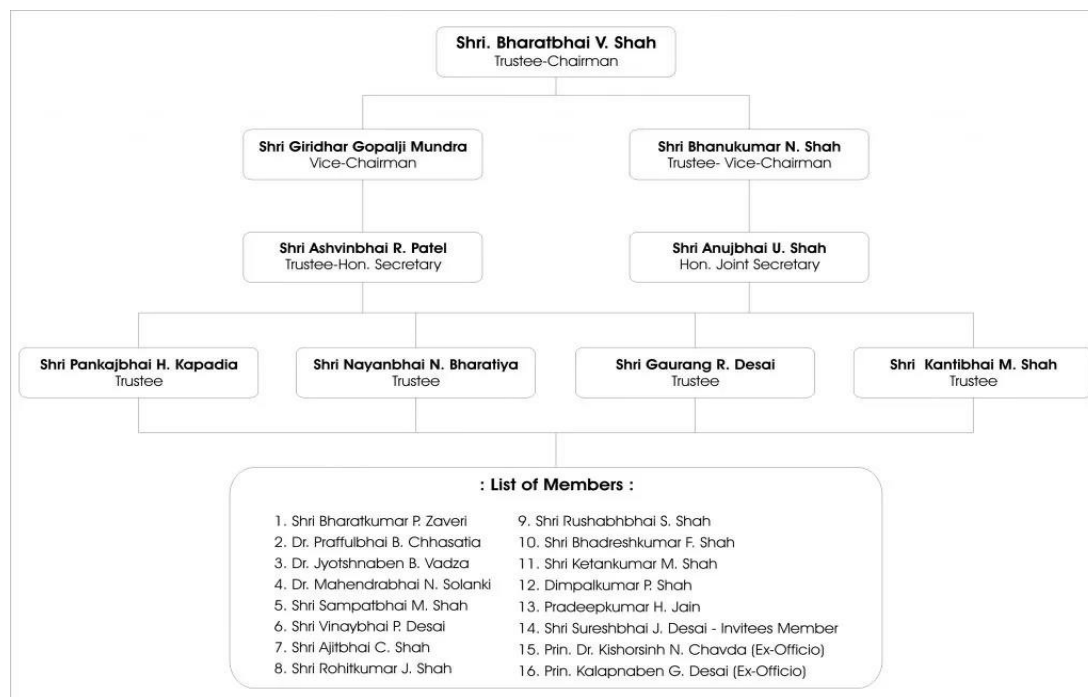 Shri. Bharatbhai V. Shah
Trustee-Chairman
Shri Giridhar Gopalji Mundra
Vice-Chairman
Shri Bhanukumar N. Shah
Trustee- Vice-Chairman
Shri Ashvinbhai R. Patel
Trustee-Hon. Secretary
Shri Anujbhai U. Shah
Hon. Joint Secretary
Shri Pankajbhai H. Kapadia
Trustee
Shri Nayanbhai N. Bharatiya
Trustee
Shri Gaurang R. Desai
Trustee
Shri Kantibhai M. Shah
Trustee
: List of Members :
1. Shri Bharatkumar P. Zaveri
2. Dr. Praffulbhai B. Chhasatia
3. Dr. Jyotshnaben B. Vadza
4. Dr. Mahendrabhai N. Solanki
5. Shri Sampatbhai M. Shah
6. Shri Vinaybhai P. Desai
7. Shri Ajitbhai C. Shah
8. Shri Rohitkumar J. Shah
9. Shri Rushabhbhai S. Shah
10. Shri Bhadreshkumar F. Shah
11. Shri Ketankumar M. Shah
12. Dimpalkumar P. Shah
13. Pradeepkumar H. Jain
14. Shri Sureshbhai J. Desai - Invitees Member
15. Prin. Dr. Kishorsinh N. Chavda (Ex-Officio)
16. Prin. Kalapnaben G. Desai (Ex-Officio)